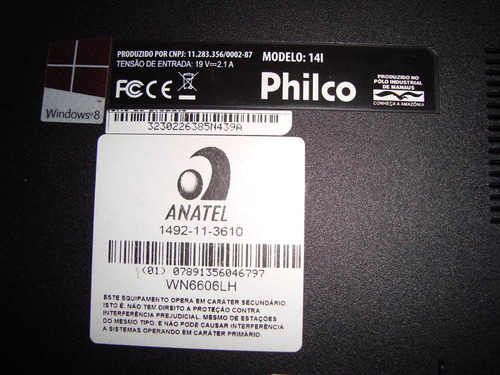 PRODUZIDO POR CNPJ: 11.283.356/0002-87
MODELO: 14I
TENSÃO DE ENTRADA: 19 V⎓2.1 A
FC CE
Philco
PRODUZIDO NO
PÓLO INDUSTRIAL
DE MANAUS
CONHEÇA A AMAZÔNIA
Windows 8
3230226385N439A
ANATEL
1492-11-3610
(01) 07891356046797
WN6606LH
ESTE EQUIPAMENTO OPERA EM CARÁTER SECUNDÁRIO.
ISTO É, NÃO TEM DIREITO A PROTEÇÃO CONTRA
INTERFERÊNCIA PREJUDICIAL, MESMO DE ESTAÇÕES
DO MESMO TIPO, E NÃO PODE CAUSAR INTERFERÊNCIA
A SISTEMAS OPERANDO EM CARÁTER PRIMÁRIO.